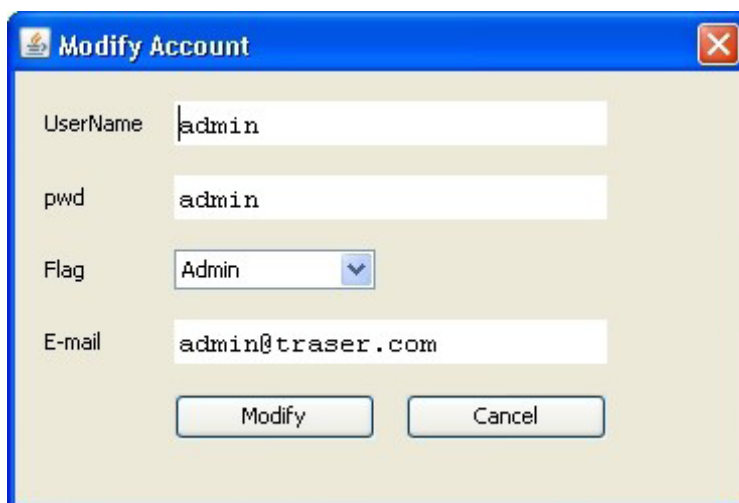 Modify Account
UserName admin
pwd admin
Flag Admin
E-mail admin@traser.com
Modify Cancel